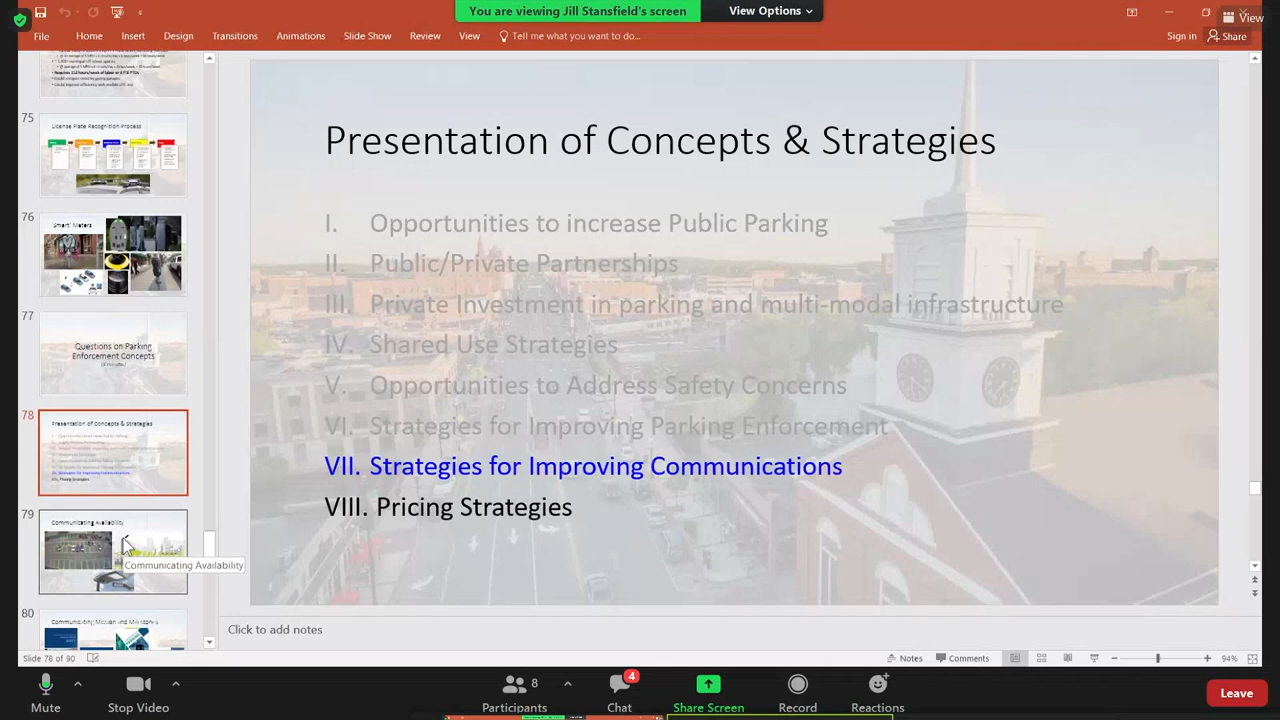 You are viewing Jill Stansfield's screen
View Options
View
File
Home
Insert
Design
Transitions
Animations
Slide Show
Review
View
Tell me what you want to do...
Sign in
Share
75
License Plate Recognition Process
76
77
Questions on Parking
Enforcement Concepts
78
Presentation of Concepts & Strategies
79
Communicating Availability
Communicating Availability
80
Presentation of Concepts & Strategies
I. Opportunities to increase Public Parking
II. Public/Private Partnerships
III. Private Investment in parking and multi-modal infrastructure
IV. Shared Use Strategies
V. Opportunities to Address Safety Concerns
VI. Strategies for Improving Parking Enforcement
VII. Strategies for Improving Communications
VIII. Pricing Strategies
Click to add notes
Slide 78 of 90
Notes
Comments
94%
Mute
Stop Video
8
Participants
4
Chat
Share Screen
Record
Reactions
Leave